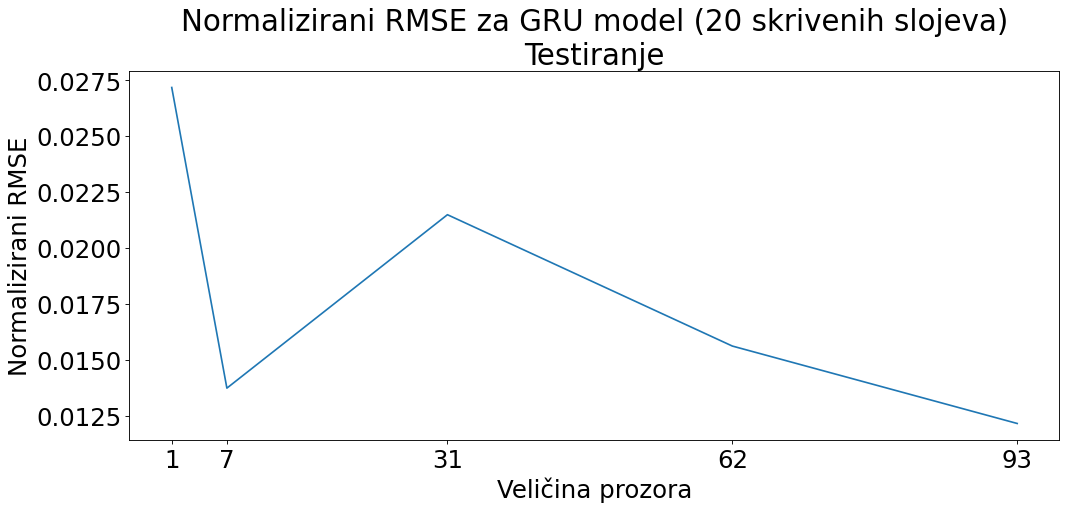 Normalizirani RMSE za GRU model (20 skrivenih slojeva)
Testiranje
Normalizirani RMSE
0.0275
0.0250
0.0225
0.0200
0.0175
0.0150
0.0125
1 7 31 62 93
Veličina prozora